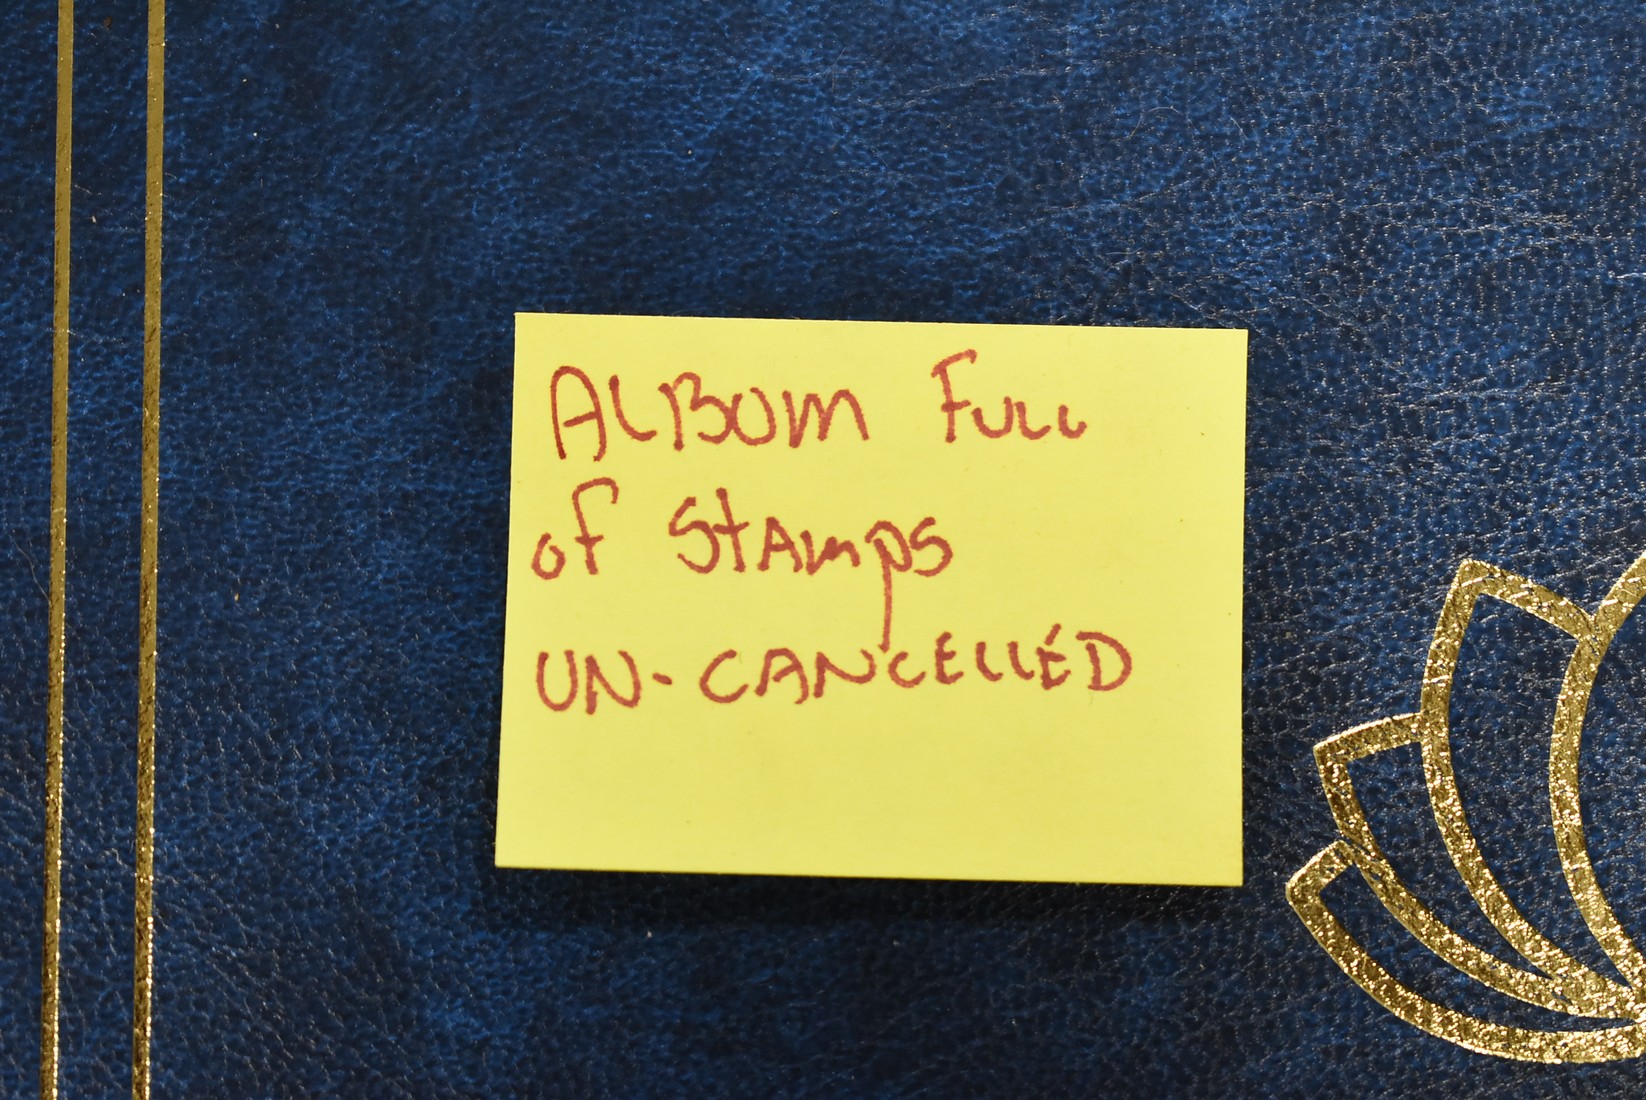 ALBUM FULL
of StAmps
UN-CANCELLED